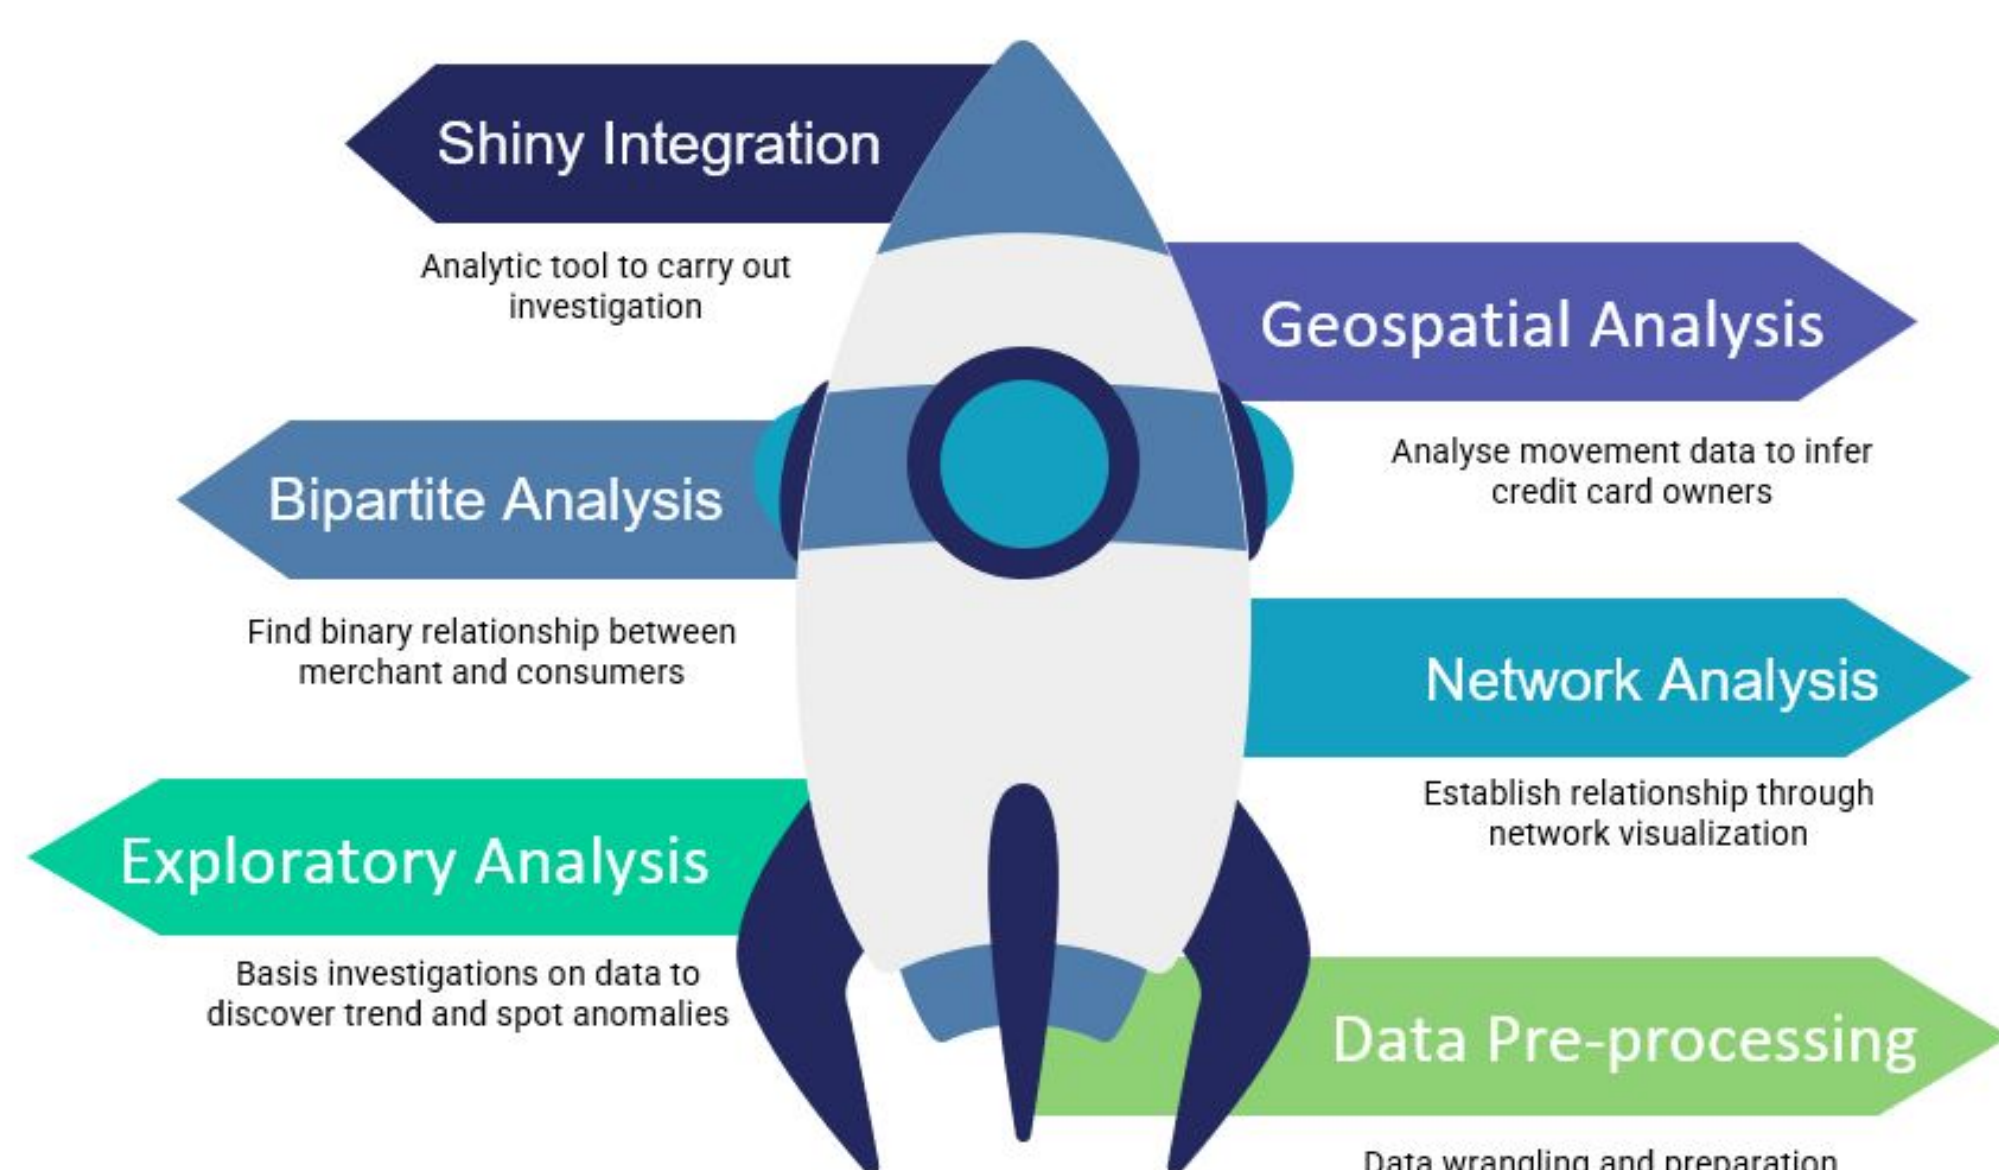 Shiny Integration
Analytic tool to carry out
investigation
Geospatial Analysis
Analyse movement data to infer
credit card owners
Bipartite Analysis
Find binary relationship between
merchant and consumers
Network Analysis
Establish relationship through
network visualization
Exploratory Analysis
Basis investigations on data to
discover trend and spot anomalies
Data Pre-processing
Data wrangling and preparation